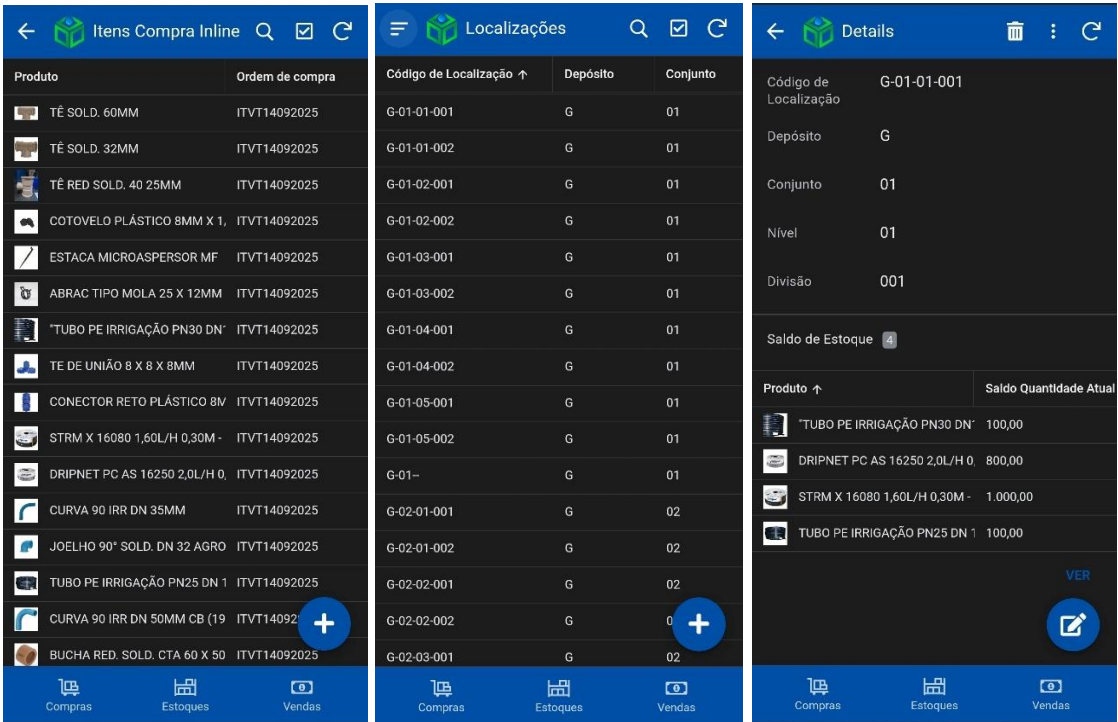 Itens Compra Inline
Produto Ordem de compra
TÊ SOLD. 60MM ITVT14092025
TÊ SOLD. 32MM ITVT14092025
TÊ RED SOLD. 40 25MM ITVT14092025
COTOVELO PLÁSTICO 8MM X 1, ITVT14092025
ESTACA MICROASPERSOR MF ITVT14092025
ABRAC TIPO MOLA 25 X 12MM ITVT14092025
"TUBO PE IRRIGAÇÃO PN30 DN ITVT14092025
TE DE UNIÃO 8 X 8 X 8MM ITVT14092025
CONECTOR RETO PLÁSTICO 8M ITVT14092025
STRM X 16080 1,60L/H 0,30M - ITVT14092025
DRIPNET PC AS 16250 2,0L/H 0, ITVT14092025
CURVA 90 IRR DN 35MM ITVT14092025
JOELHO 90° SOLD. DN 32 AGRO ITVT14092025
TUBO PE IRRIGAÇÃO PN25 DN 1 ITVT14092025
CURVA 90 IRR DN 50MM CB (19 ITVT14092
BUCHA RED. SOLD. CTA 60 X 50 ITVT14092025
Compras Estoques Vendas
Localizações
Código de Localização ↑ Depósito Conjunto
G-01-01-001 G 01
G-01-01-002 G 01
G-01-02-001 G 01
G-01-02-002 G 01
G-01-03-001 G 01
G-01-03-002 G 01
G-01-04-001 G 01
G-01-04-002 G 01
G-01-05-001 G 01
G-01-05-002 G 01
G-01-- G 01
G-02-01-001 G 02
G-02-01-002 G 02
G-02-02-001 G 02
G-02-02-002 G 0
G-02-03-001 G 02
Compras Estoques Vendas
Details
Código de G-01-01-001
Localização
Depósito G
Conjunto 01
Nível 01
Divisão 001
Saldo de Estoque 4
Produto ↑ Saldo Quantidade Atual
"TUBO PE IRRIGAÇÃO PN30 DN 100,00
DRIPNET PC AS 16250 2,0L/H 0, 800,00
STRM X 16080 1,60L/H 0,30M - 1.000,00
TUBO PE IRRIGAÇÃO PN25 DN 1 100,00
VER
Compras Estoques Vendas